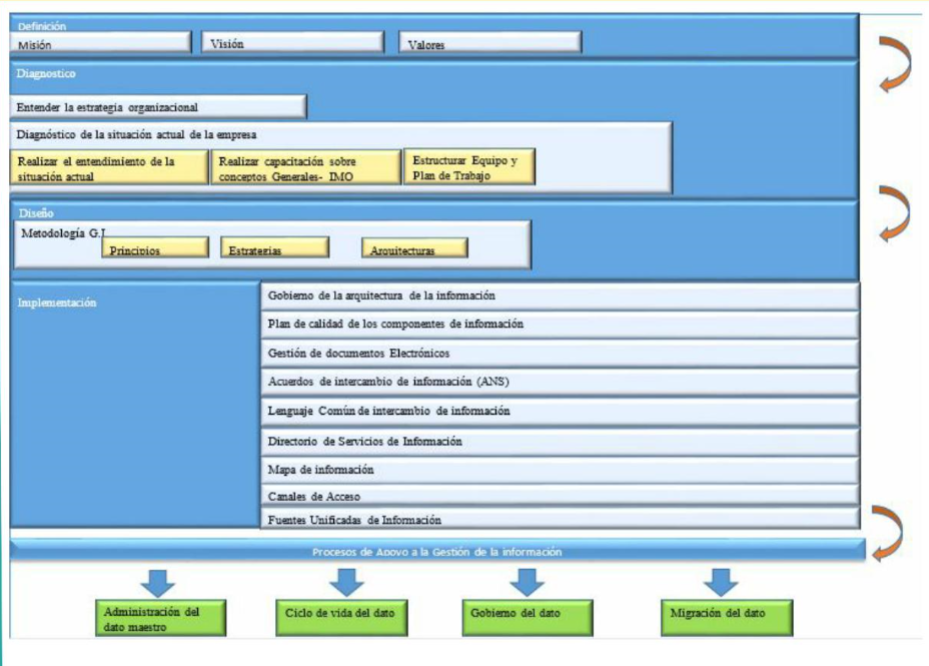 Definición
Misión
Visión
Valores
Diagnostico
Entender la estrategia organizacional
Diagnóstico de la situación actual de la empresa
Realizar el entendimiento de la
situación actual
Realizar capacitación sobre
conceptos Generales- IMO
Estructurar Equipo y
Plan de Trabajo
Diseño
Metodología G.I
Principios
Estrategias
Arquitecturas
Implementación
Gobierno de la arquitectura de la información
Plan de calidad de los componentes de información
Gestión de documentos Electrónicos
Acuerdos de intercambio de información (ANS)
Lenguaje Común de intercambio de información
Directorio de Servicios de Información
Mapa de información
Canales de Acceso
Fuentes Unificadas de Información
Procesos de Apoyo a la Gestión de la información
Administración del
dato maestro
Ciclo de vida del dato
Gobierno del dato
Migración del dato